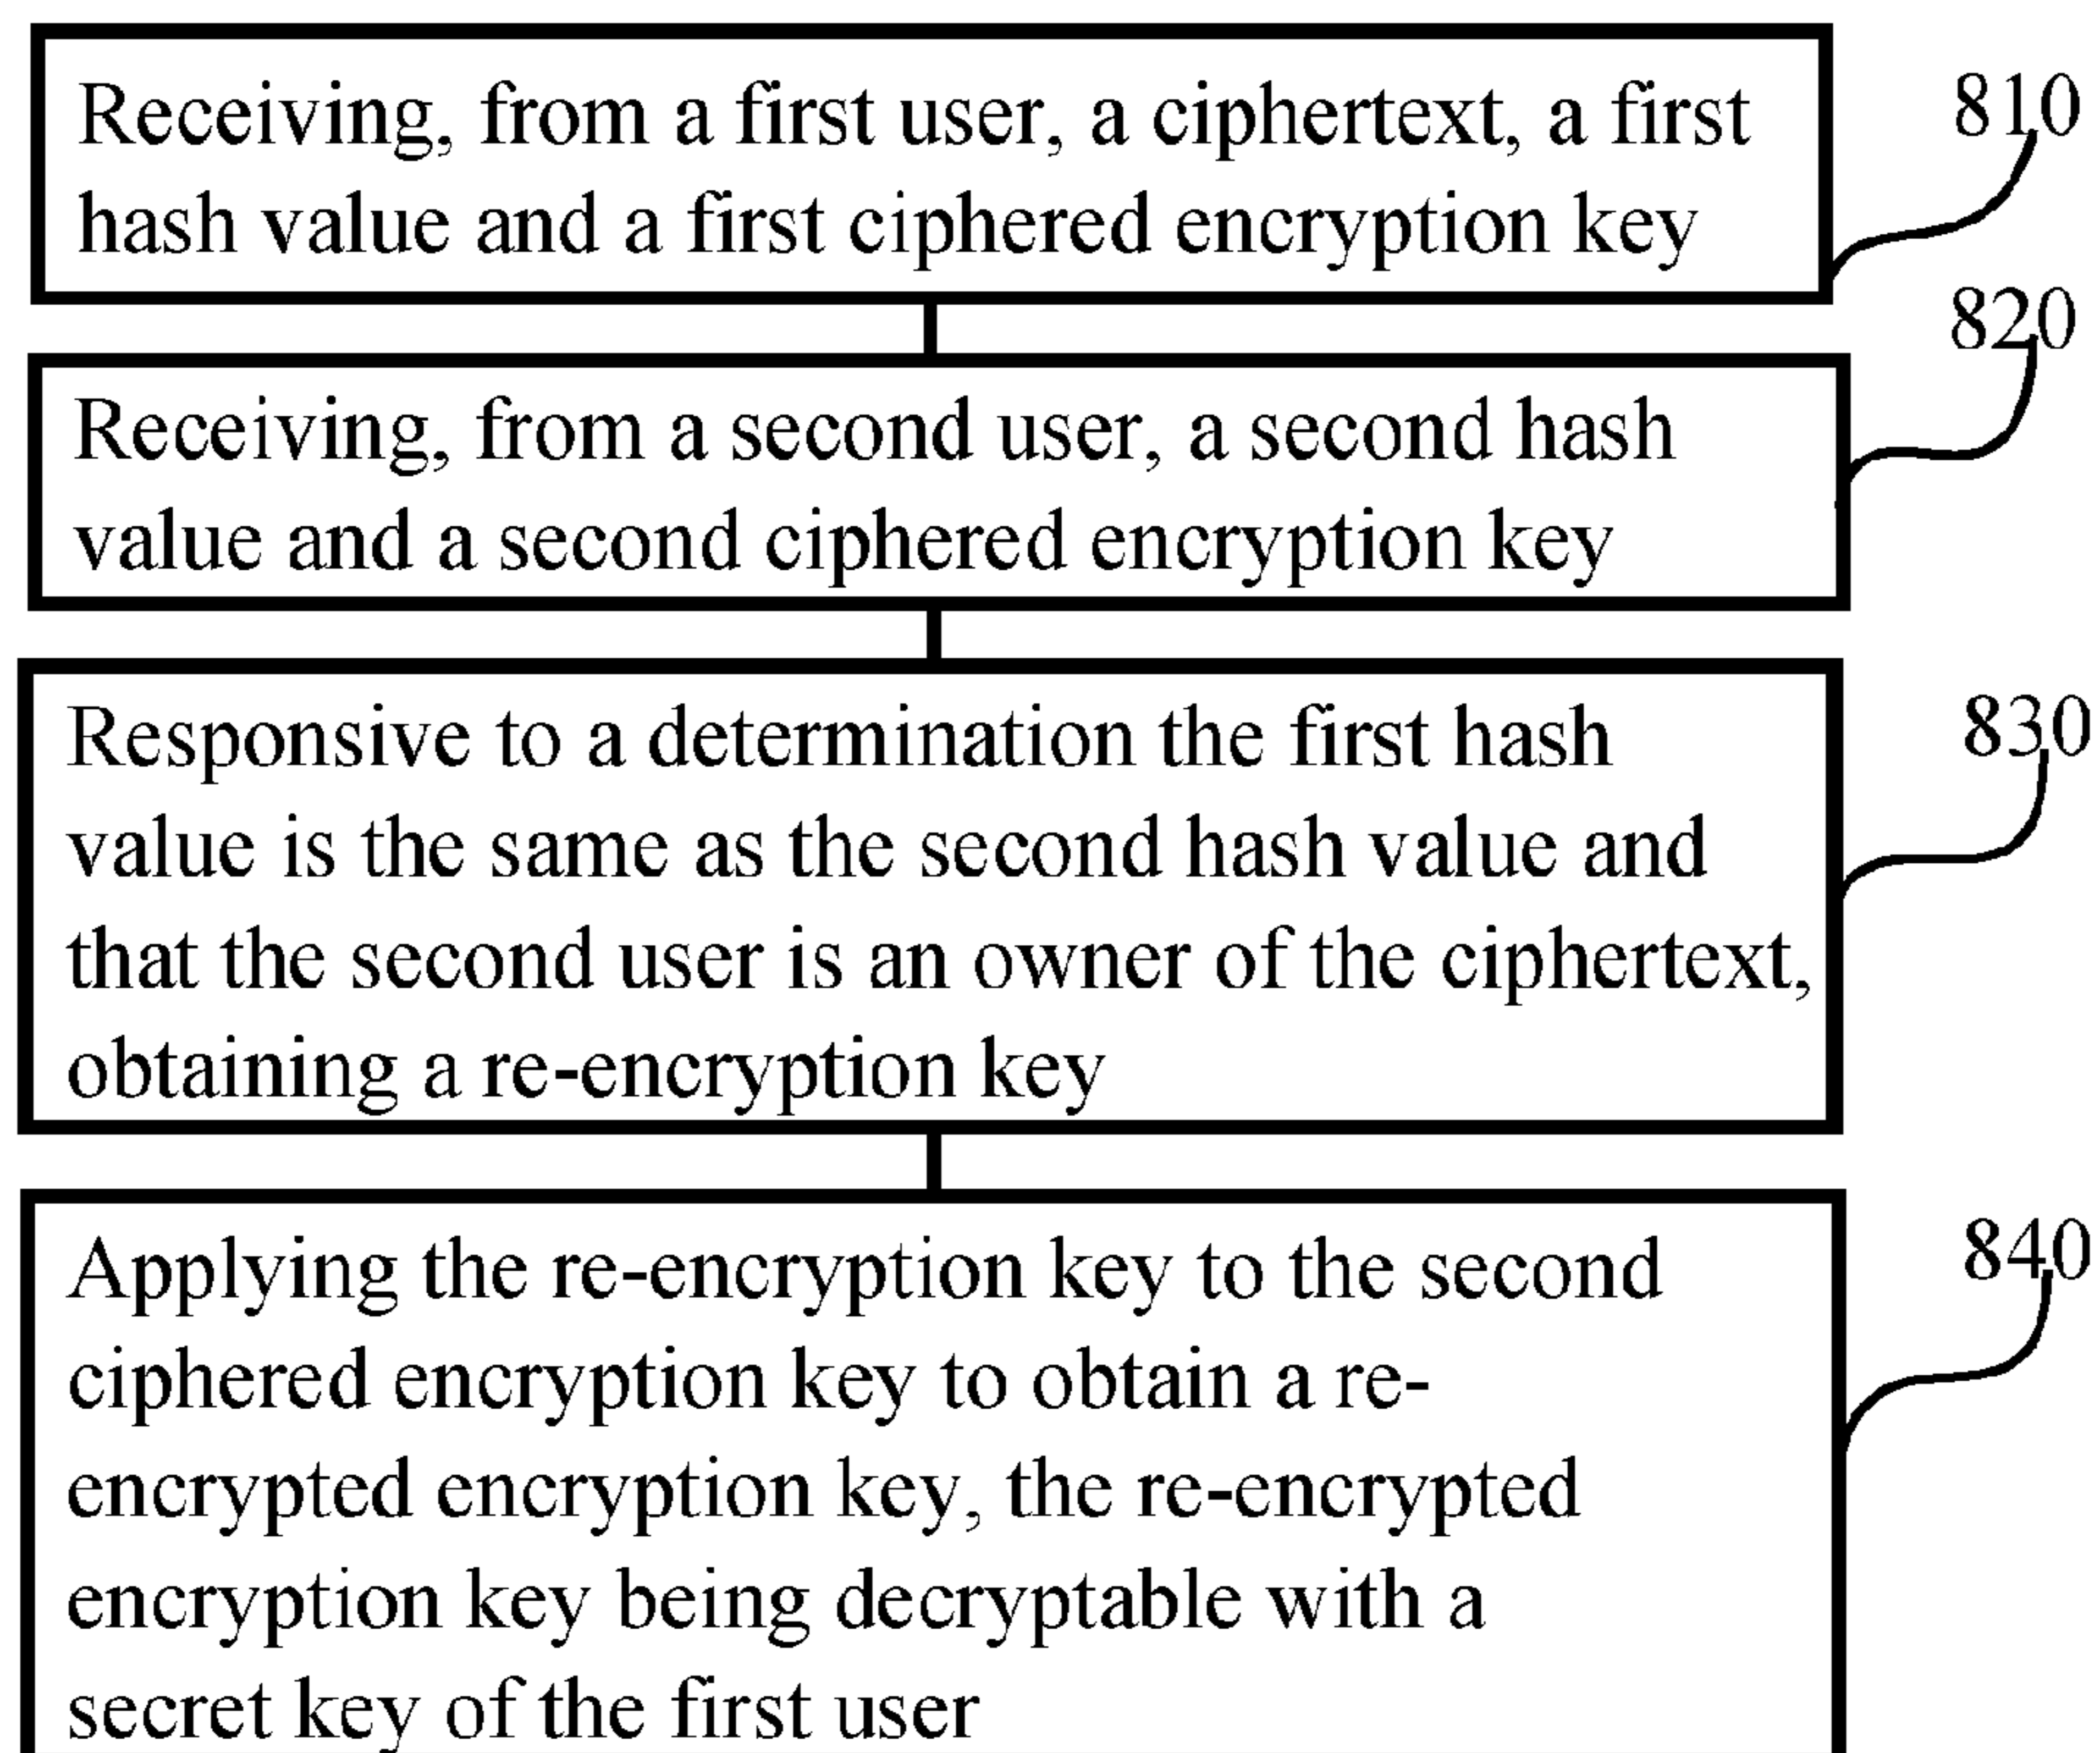 Receiving, from a first user, a ciphertext, a first
hash value and a first ciphered encryption key
810
Receiving, from a second user, a second hash
value and a second ciphered encryption key
820
Responsive to a determination the first hash
value is the same as the second hash value and
that the second user is an owner of the ciphertext,
obtaining a re-encryption key
830
Applying the re-encryption key to the second
ciphered encryption key to obtain a re-
encrypted encryption key, the re-encrypted
encryption key being decryptable with a
secret key of the first user
840